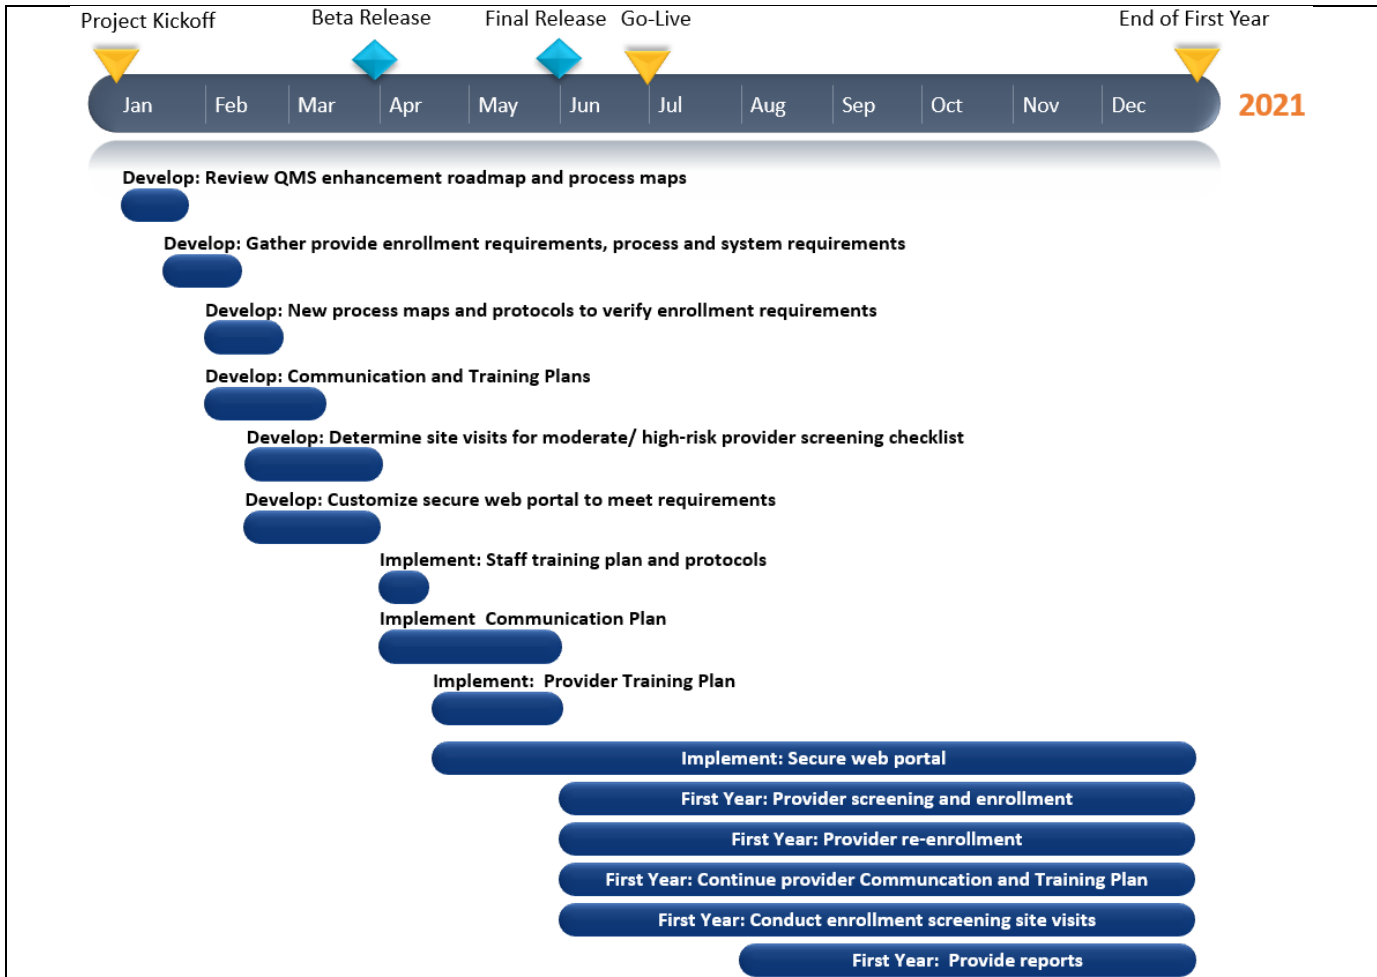 Project Kickoff
Beta Release
Final Release
Go-Live
End of First Year
Jan
Feb
Mar
Apr
May
Jun
Jul
Aug
Sep
Oct
Nov
Dec
2021
Develop: Review QMS enhancement roadmap and process maps
Develop: Gather provide enrollment requirements, process and system requirements
Develop: New process maps and protocols to verify enrollment requirements
Develop: Communication and Training Plans
Develop: Determine site visits for moderate/ high-risk provider screening checklist
Develop: Customize secure web portal to meet requirements
Implement: Staff training plan and protocols
Implement Communication Plan
Implement: Provider Training Plan
Implement: Secure web portal
First Year: Provider screening and enrollment
First Year: Provider re-enrollment
First Year: Continue provider Communcation and Training Plan
First Year: Conduct enrollment screening site visits
First Year: Provide reports